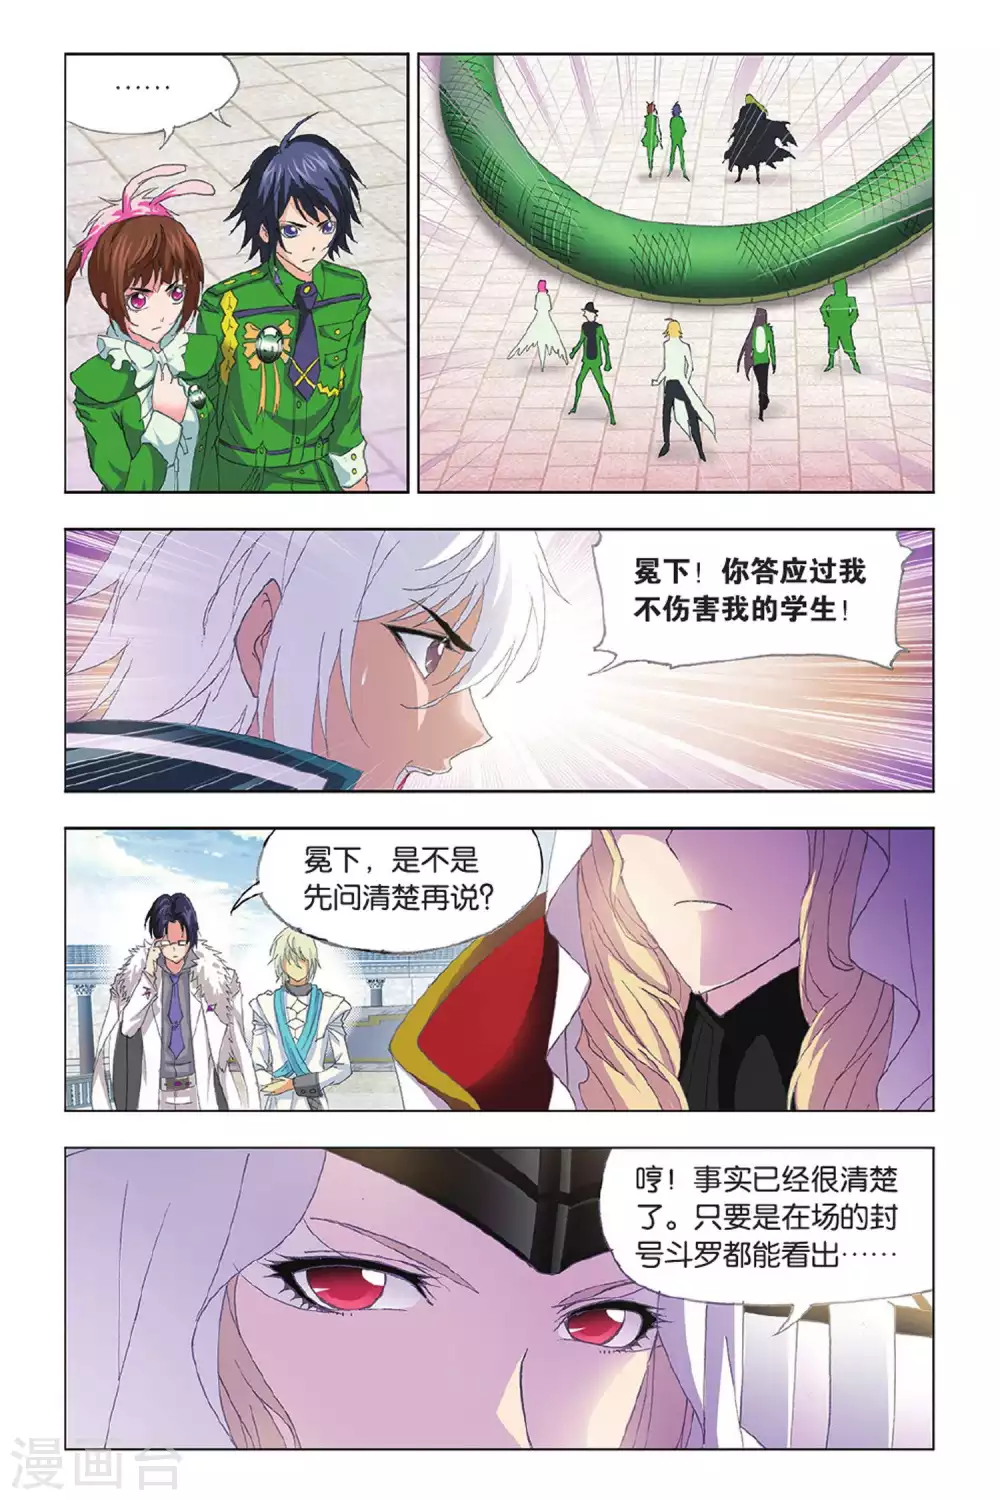 ……
冕下！你答应过我
不伤害我的学生！
冕下，是不是
先问清楚再说？
哼！事实已经很清楚
了。只要是在场的封
号斗罗都能看出……
漫画台